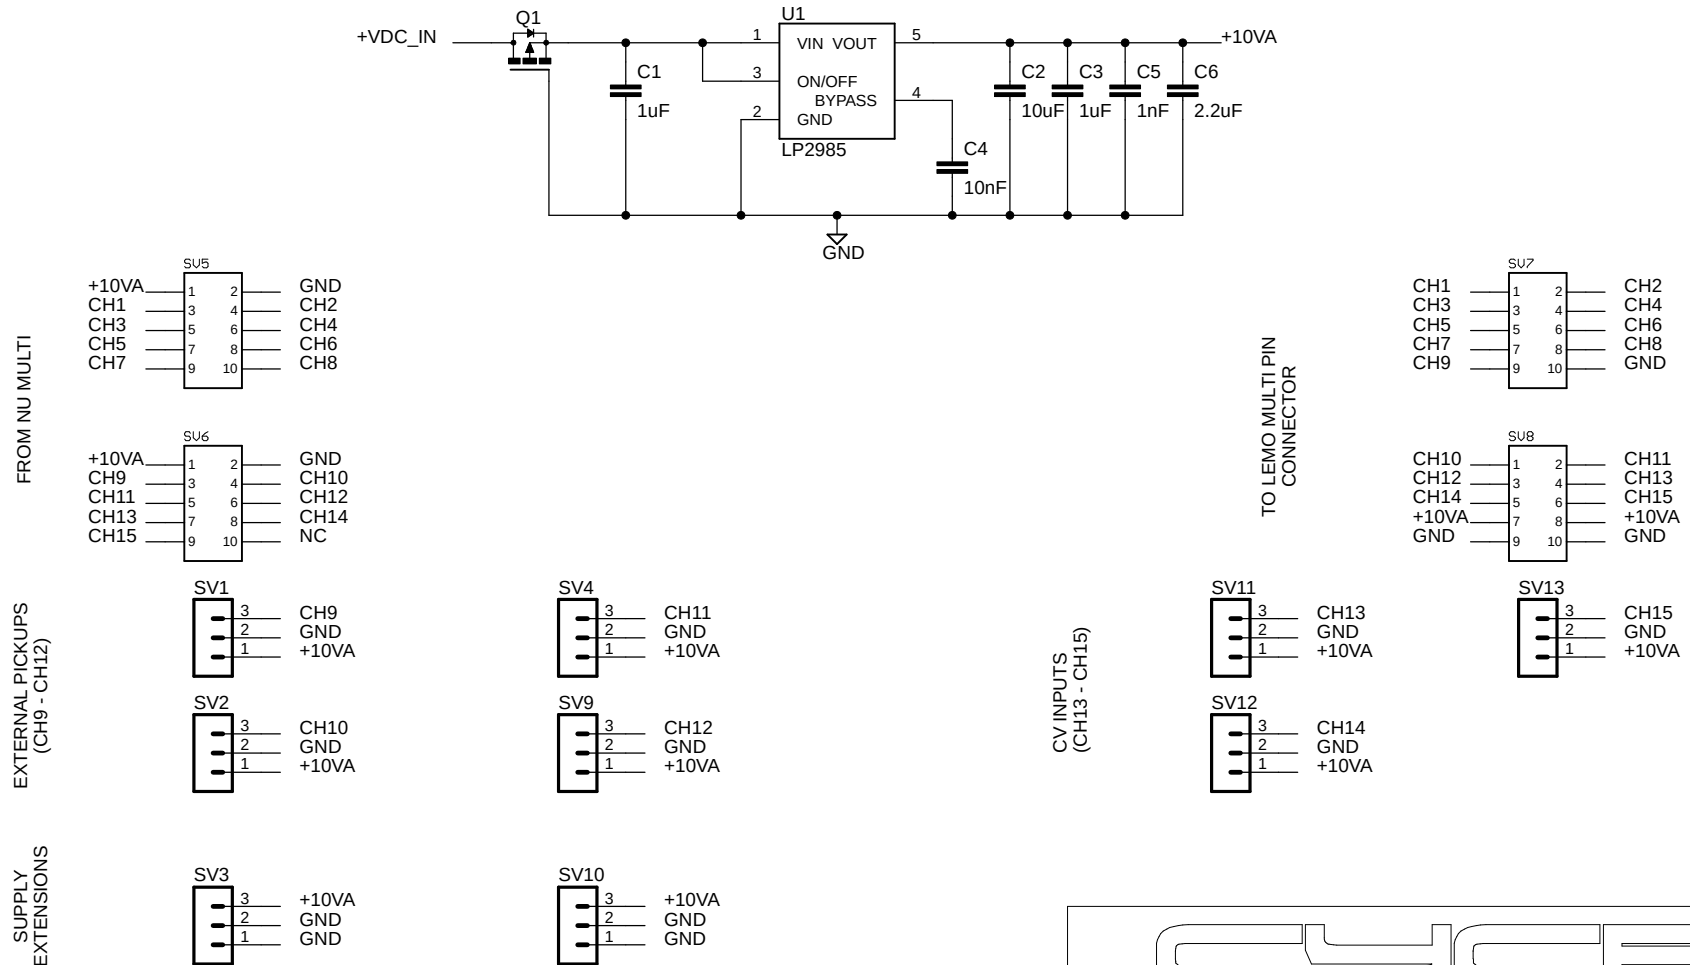 Q1
+VDC_IN
U1
1 VIN VOUT 5
+10VA
3 ON/OFF
BYPASS 4
2 GND
LP2985
C1
1uF
C2
10uF
C3
1uF
C5
1nF
C6
2.2uF
C4
10nF
GND
FROM NU MULTI
SV5
+10VA 1 2 GND
CH1 3 4 CH2
CH3 5 6 CH4
CH5 7 8 CH6
CH7 9 10 CH8
SV6
+10VA 1 2 GND
CH9 3 4 CH10
CH11 5 6 CH12
CH13 7 8 CH14
CH15 9 10 NC
TO LEMO MULTI PIN
CONNECTOR
SV7
CH1 1 2 CH2
CH3 3 4 CH4
CH5 5 6 CH6
CH7 7 8 CH8
CH9 9 10 GND
SV8
CH10 1 2 CH11
CH12 3 4 CH13
CH14 5 6 CH15
+10VA 7 8 +10VA
GND 9 10 GND
EXTERNAL PICKUPS
(CH9 - CH12)
SV1
3 CH9
2 GND
1 +10VA
SV4
3 CH11
2 GND
1 +10VA
SV2
3 CH10
2 GND
1 +10VA
SV9
3 CH12
2 GND
1 +10VA
CV INPUTS
(CH13 - CH15)
SV11
3 CH13
2 GND
1 +10VA
SV13
3 CH15
2 GND
1 +10VA
SV12
3 CH14
2 GND
1 +10VA
SUPPLY
EXTENSIONS
SV3
3 +10VA
2 GND
1 GND
SV10
3 +10VA
2 GND
1 GND